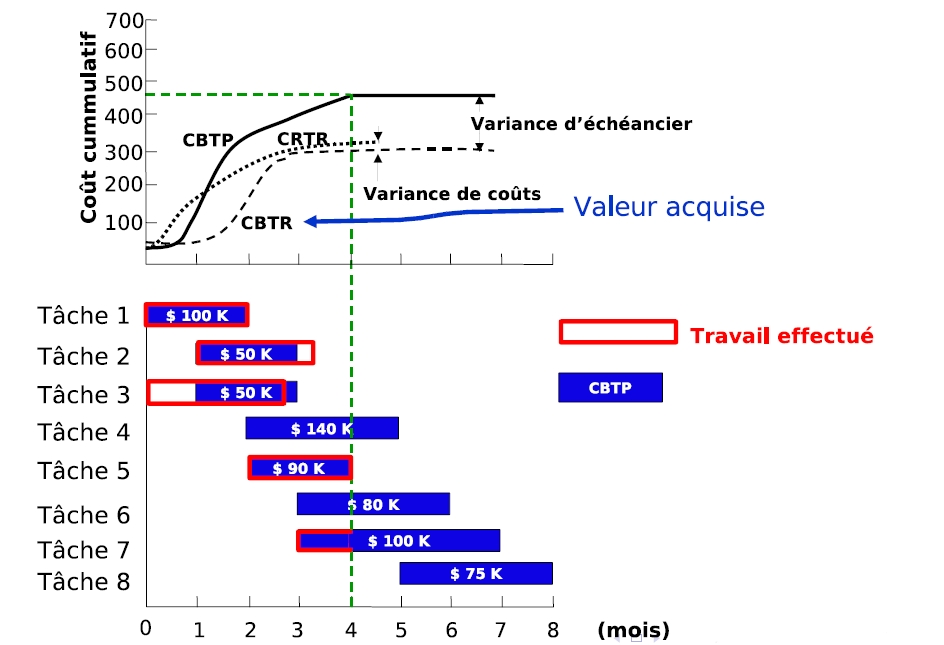 700
600
500
400
300
200
100
Coût cummulatif
CBTP
CRTR
Variance d’échéancier
Variance de coûts
CBTR
Valeur acquise
Tâche 1
$ 100 K
Tâche 2
$ 50 K
Travail effectué
Tâche 3
$ 50 K
CBTP
Tâche 4
$ 140 K
Tâche 5
$ 90 K
Tâche 6
$ 80 K
Tâche 7
$ 100 K
Tâche 8
$ 75 K
0 1 2 3 4 5 6 7 8 (mois)